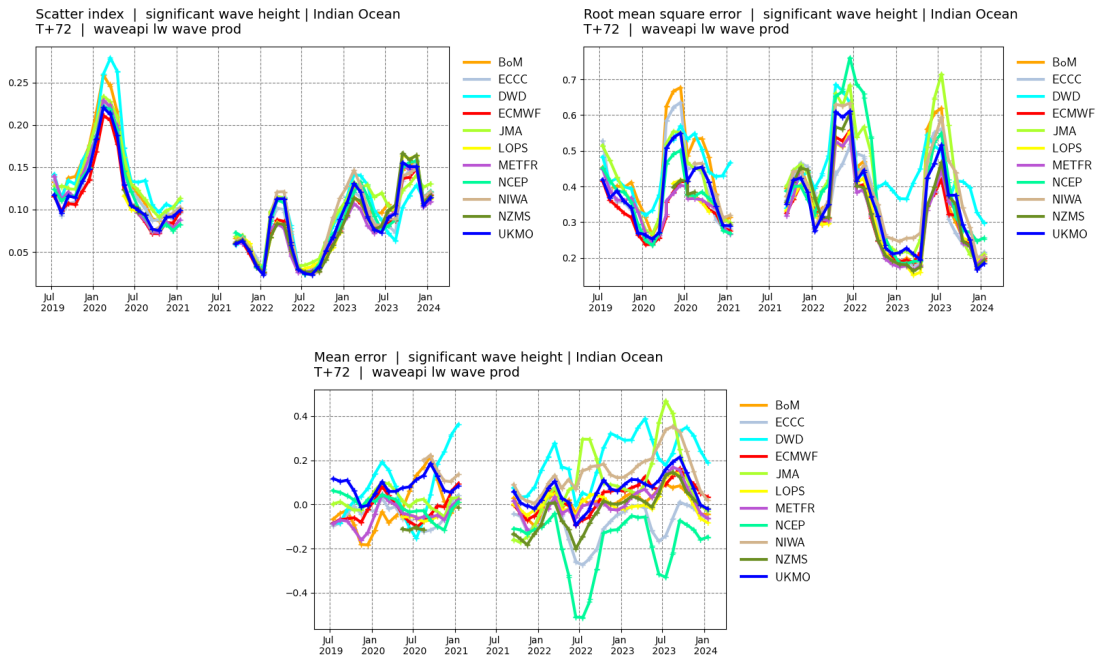 Scatter index | significant wave height | Indian Ocean
T+72 | waveapi lw wave prod
0.25
0.20
0.15
0.10
0.05
Jul Jan Jul Jan Jul Jan Jul Jan Jul Jan
2019 2020 2020 2021 2021 2022 2022 2023 2023 2024
BoM
ECCC
DWD
ECMWF
JMA
LOPS
METFR
NCEP
NIWA
NZMS
UKMO
Root mean square error | significant wave height | Indian Ocean
T+72 | waveapi lw wave prod
0.7
0.6
0.5
0.4
0.3
0.2
Jul Jan Jul Jan Jul Jan Jul Jan Jul Jan
2019 2020 2020 2021 2021 2022 2022 2023 2023 2024
BoM
ECCC
DWD
ECMWF
JMA
LOPS
METFR
NCEP
NIWA
NZMS
UKMO
Mean error | significant wave height | Indian Ocean
T+72 | waveapi lw wave prod
0.4
0.2
0.0
−0.2
−0.4
Jul Jan Jul Jan Jul Jan Jul Jan Jul Jan
2019 2020 2020 2021 2021 2022 2022 2023 2023 2024
BoM
ECCC
DWD
ECMWF
JMA
LOPS
METFR
NCEP
NIWA
NZMS
UKMO